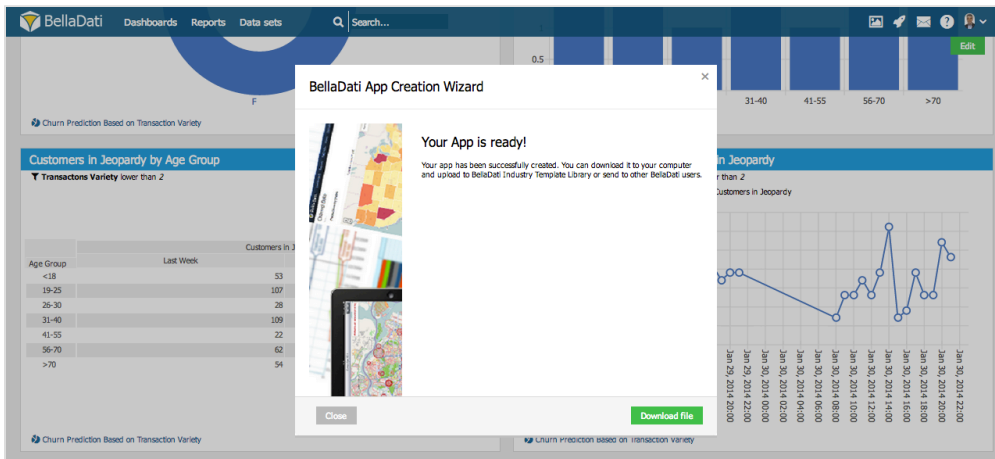 BellaDati Dashboards Reports Data sets Search...
Edit
0.5
F
31-40 41-55 56-70 >70
Churn Prediction Based on Transaction Variety
BellaDati App Creation Wizard
×
Your App is ready!
Your app has been successfully created. You can download it to your computer
and upload to BellaDati Industry Template Library or send to other BellaDati users.
Close
Download file
Customers in Jeopardy by Age Group
Transactons Variety lower than 2
Customers in J
Age Group Last Week
<18 53
19-25 107
26-30 28
31-40 109
41-55 22
56-70 62
>70 54
Churn Prediction Based on Transaction Variety
in Jeopardy
than 2
Customers in Jeopardy
Jan 29, 2014 20:00
Jan 29, 2014 22:00
Jan 30, 2014 00:00
Jan 30, 2014 02:00
Jan 30, 2014 04:00
Jan 30, 2014 06:00
Jan 30, 2014 08:00
Jan 30, 2014 10:00
Jan 30, 2014 12:00
Jan 30, 2014 14:00
Jan 30, 2014 16:00
Jan 30, 2014 18:00
Jan 30, 2014 20:00
Jan 30, 2014 22:00
Churn Prediction Based on Transaction Variety